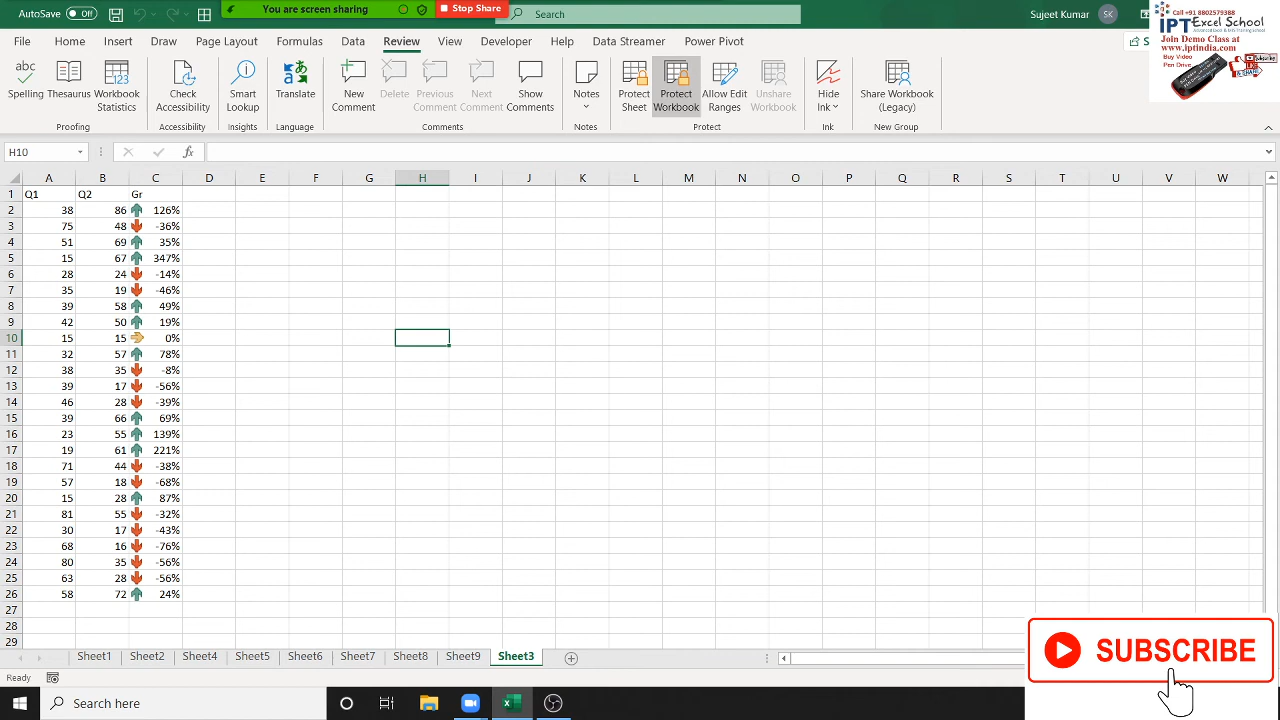 AutoSave Off
You are screen sharing
Stop Share
Search
Sujeet Kumar
SK
Call +91 8802579388
IPT Excel School
Join Demo Class at
www.iptindia.com
Buy Video
Pen Drive
File Home Insert Draw Page Layout Formulas Data Review View Developer Help Data Streamer Power Pivot
Spelling Thesaurus Workbook Statistics Check Accessibility Smart Lookup Translate New Comment Delete Previous Comment Next Comment Show Comments Notes Protect Sheet Protect Workbook Allow Edit Ranges Unshare Workbook Hide Ink Share Workbook (Legacy)
Proofing Accessibility Insights Language Comments Notes Protect Ink New Group
H10 fx
A B C D E F G H I J K L M N O P Q R S T U V W
1 Q1 Q2 Gr
2 38 86 126%
3 75 48 -36%
4 51 69 35%
5 15 67 347%
6 28 24 -14%
7 35 19 -46%
8 39 58 49%
9 42 50 19%
10 15 15 0%
11 32 57 78%
12 38 35 -8%
13 39 17 -56%
14 46 28 -39%
15 39 66 69%
16 23 55 139%
17 19 61 221%
18 71 44 -38%
19 57 18 -68%
20 15 28 87%
21 81 55 -32%
22 30 17 -43%
23 68 16 -76%
24 80 35 -56%
25 63 28 -56%
26 58 72 24%
27
28
29
SUBSCRIBE
Sheet1 Sheet2 Sheet4 Sheet5 Sheet6 Sheet7 Sheet8 Sheet9 Sheet3
Ready
Search here